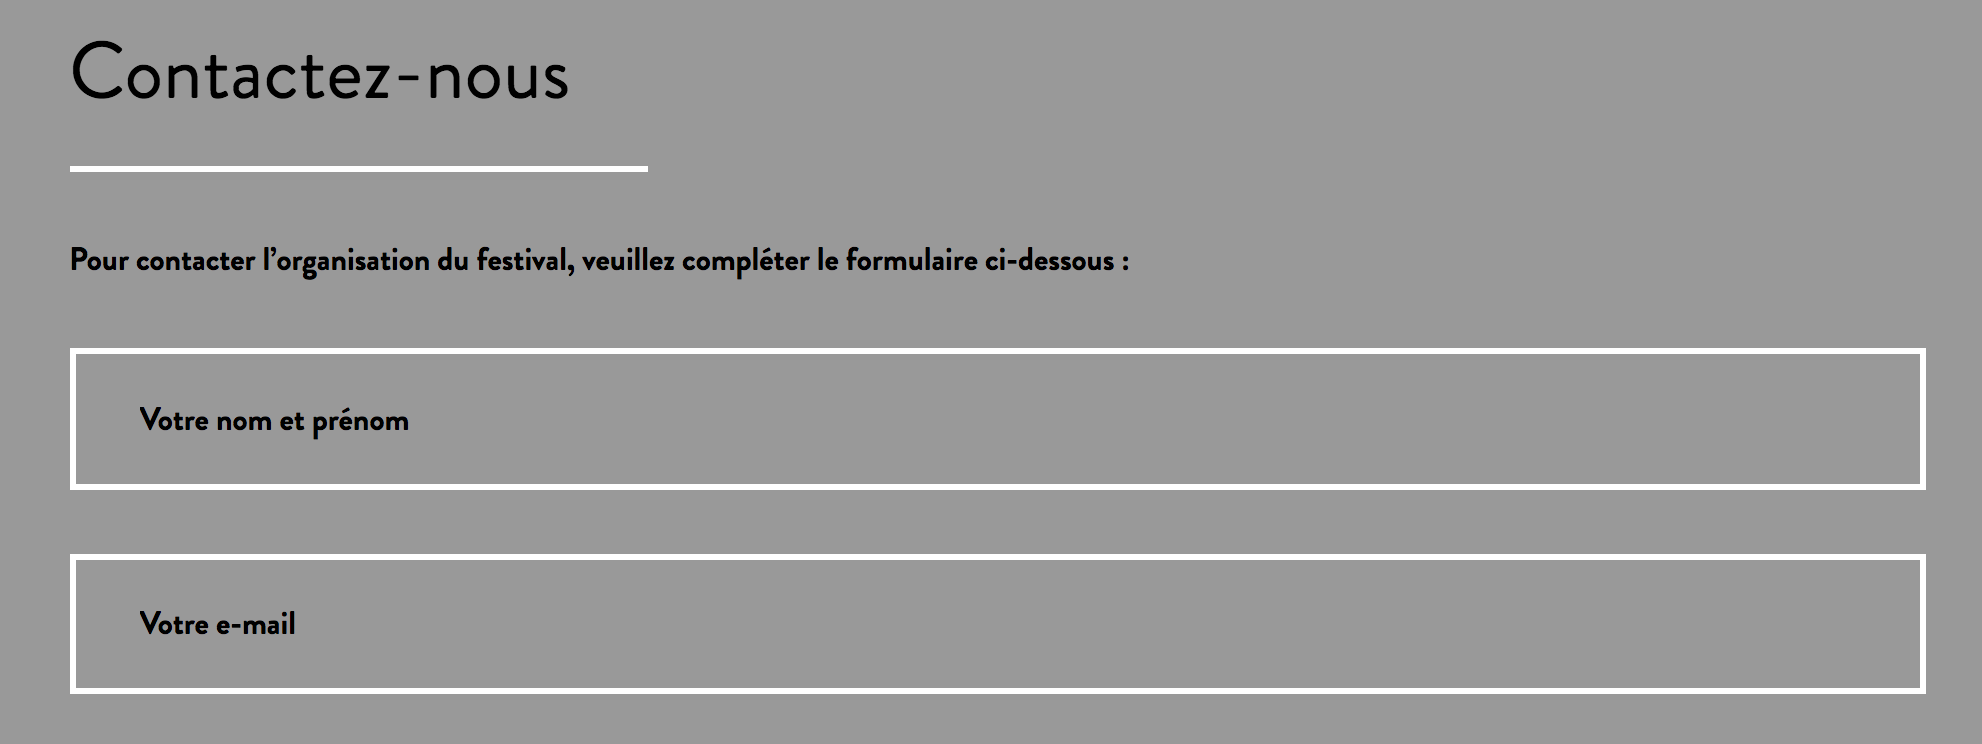 Contactez-nous
Pour contacter l’organisation du festival, veuillez compléter le formulaire ci-dessous :
Votre nom et prénom
Votre e-mail